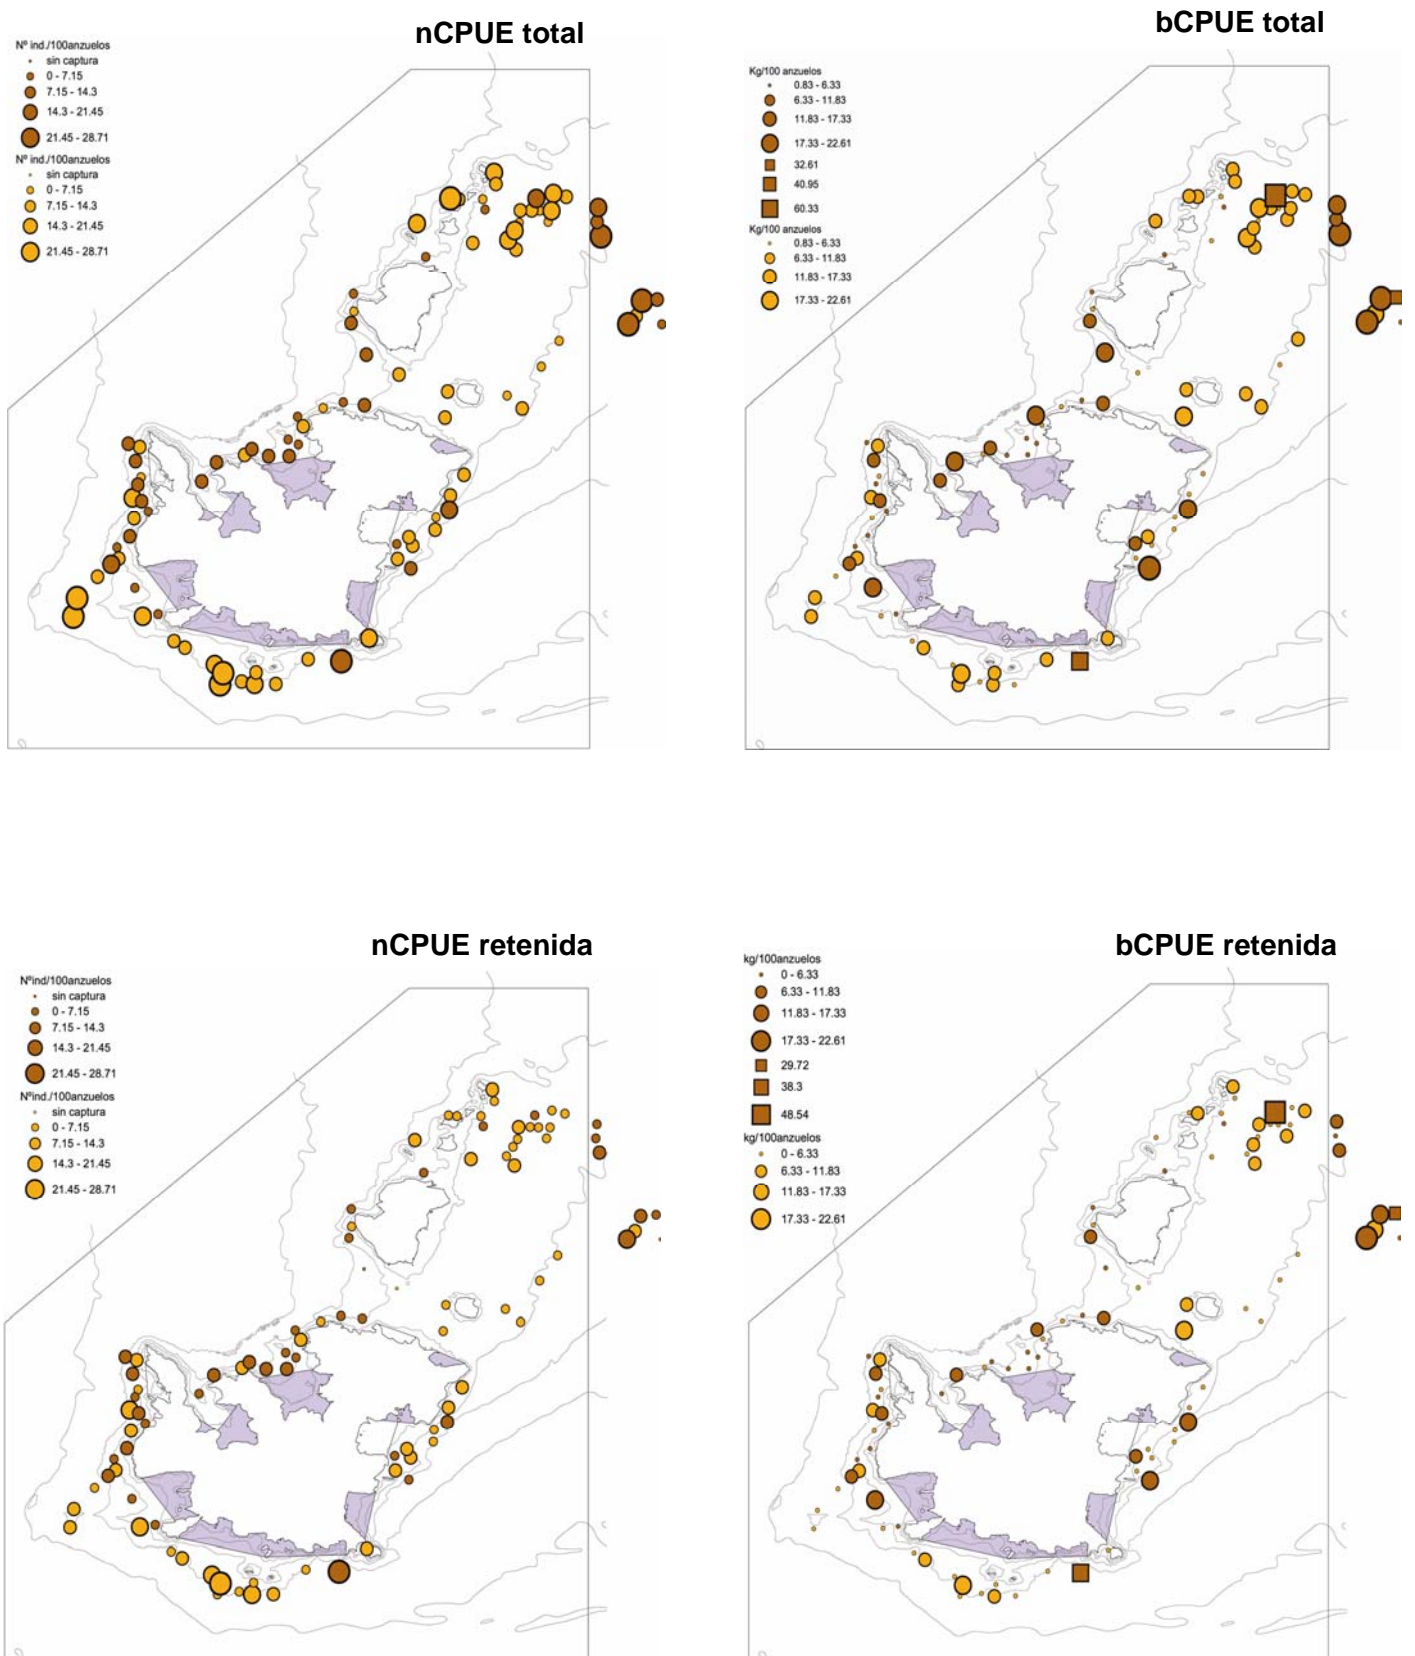 nCPUE total
Nº ind./100anzuelos
sin captura
0 - 7.15
7.15 - 14.3
14.3 - 21.45
21.45 - 28.71
Nº ind./100anzuelos
sin captura
0 - 7.15
7.15 - 14.3
14.3 - 21.45
21.45 - 28.71
bCPUE total
Kg/100 anzuelos
0.83 - 6.33
6.33 - 11.83
11.83 - 17.33
17.33 - 22.61
32.61
40.95
60.33
Kg/100 anzuelos
0.83 - 6.33
6.33 - 11.83
11.83 - 17.33
17.33 - 22.61
nCPUE retenida
Nºind/100anzuelos
sin captura
0 - 7.15
7.15 - 14.3
14.3 - 21.45
21.45 - 28.71
Nºind./100anzuelos
sin captura
0 - 7.15
7.15 - 14.3
14.3 - 21.45
21.45 - 28.71
bCPUE retenida
kg/100anzuelos
0 - 6.33
6.33 - 11.83
11.83 - 17.33
17.33 - 22.61
29.72
38.3
48.54
kg/100anzuelos
0 - 6.33
6.33 - 11.83
11.83 - 17.33
17.33 - 22.61